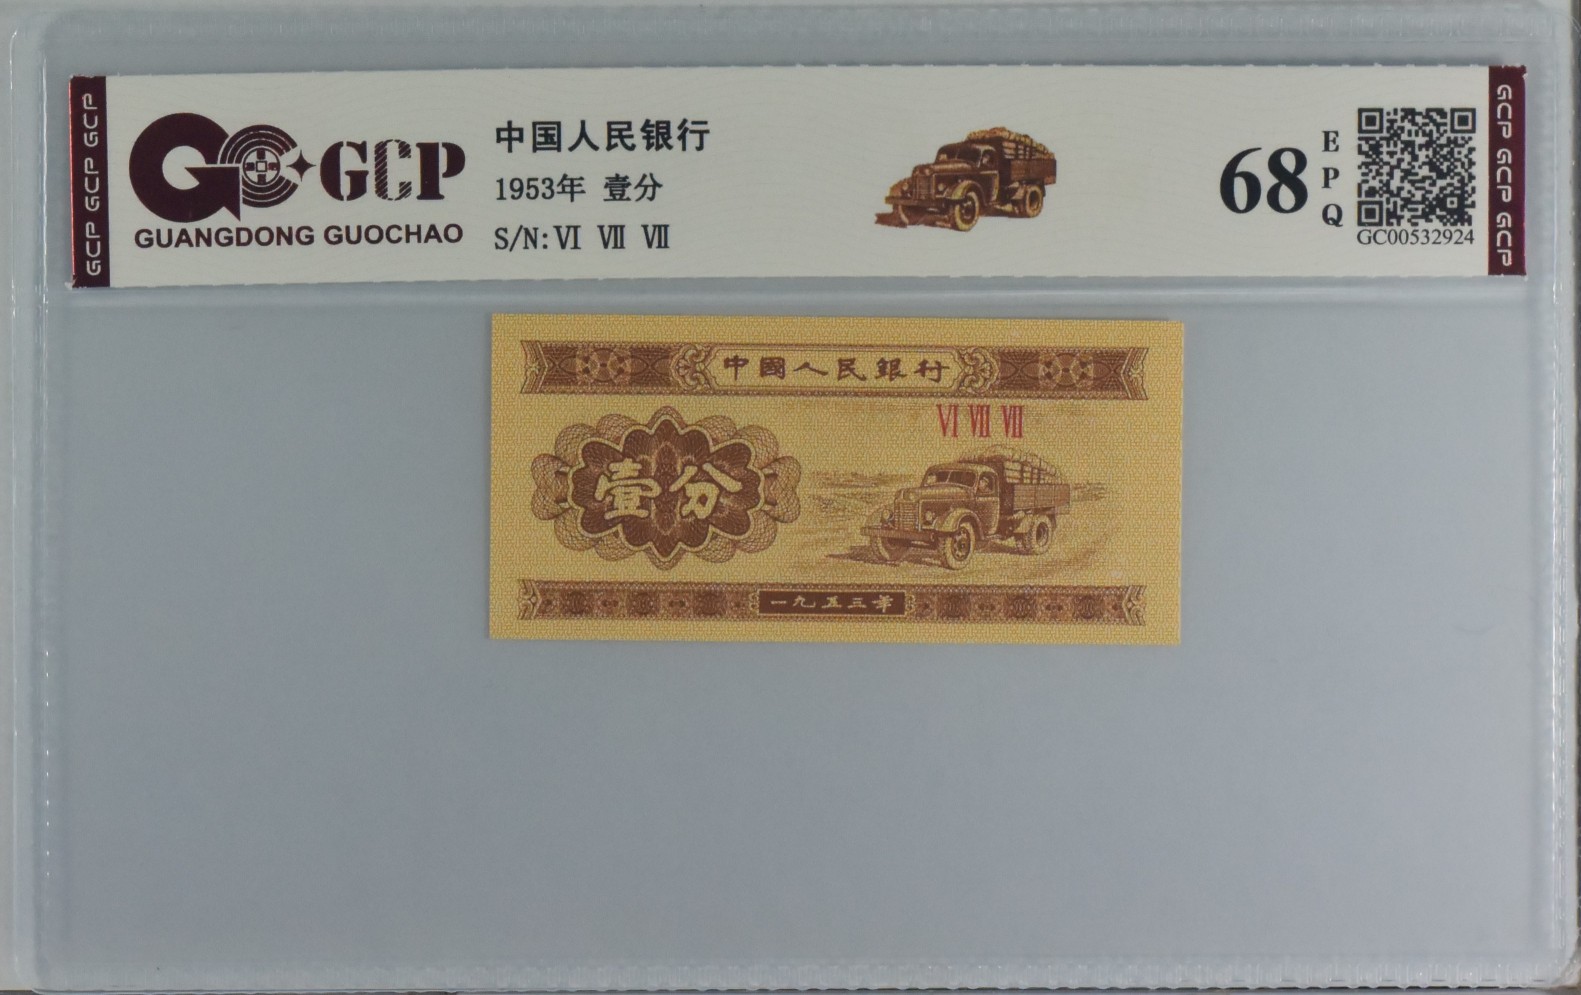 GCP GCP GCP
GCP
GUANGDONG GUOCHAO
中国人民银行
1953年 壹分
S/N: Ⅵ Ⅶ Ⅶ
68
EPQ
GC00532924
GCP GCP GCP
中國人民銀行
Ⅵ Ⅶ Ⅶ
壹分
一九五三年